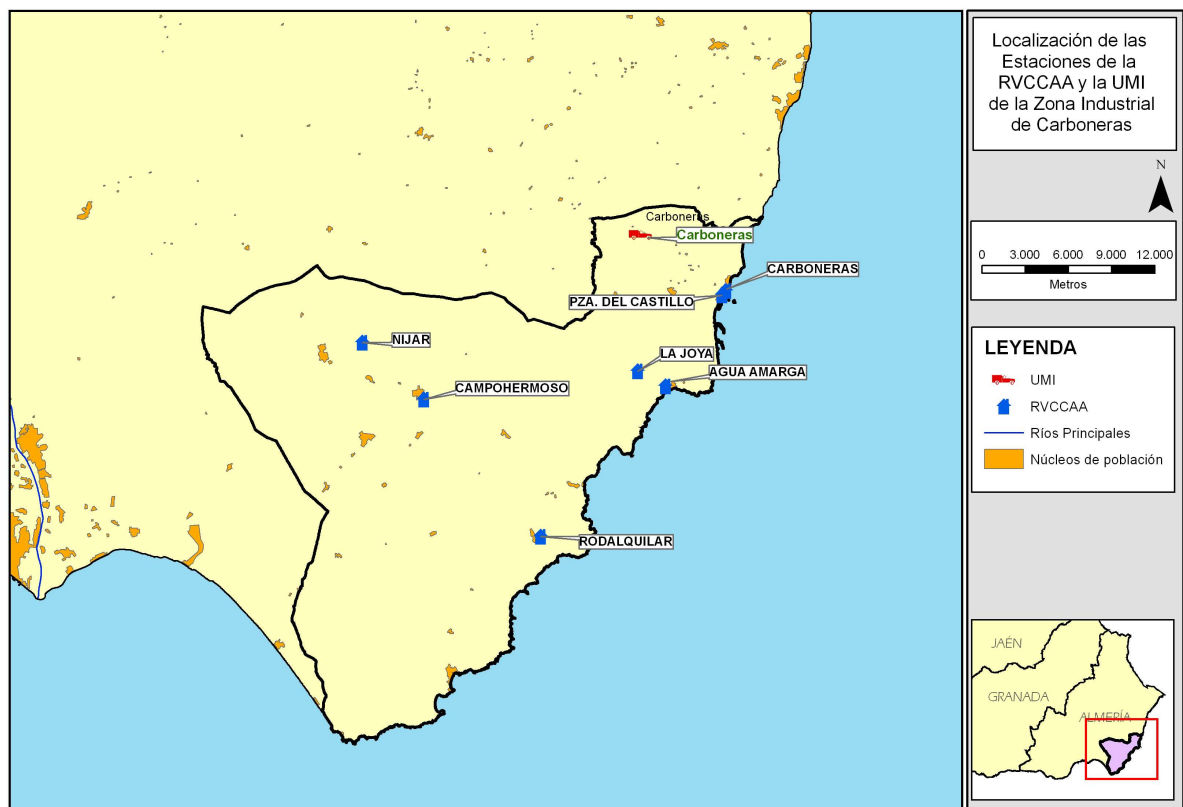 Localización de las
Estaciones de la
RVCCAA y la UMI
de la Zona Industrial
de Carboneras
N
0 3.000 6.000 9.000 12.000
Metros
LEYENDA
UMI
RVCCAA
Ríos Principales
Núcleos de población
Carboneras
Carboneras
CARBONERAS
PZA. DEL CASTILLO
NIJAR
LA JOYA
AGUA AMARGA
CAMPOHERMOSO
RODALQUILAR
JAÉN
GRANADA
ALMERÍA